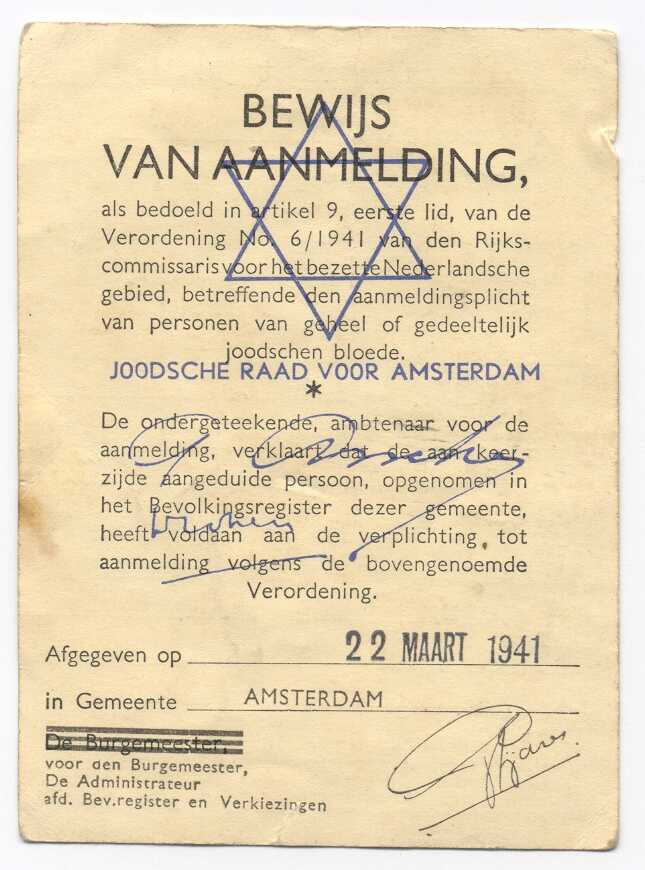 BEWIJS
VAN AANMELDING,
als bedoeld in artikel 9, eerste lid, van de
Verordening No. 6/1941 van den Rijks-
commissaris voor het bezette Nederlandsche
gebied, betreffende den aanmeldingsplicht
van personen van geheel of gedeeltelijk
joodschen bloede.
JOODSCHE RAAD VOOR AMSTERDAM
*
De ondergeteekende, ambtenaar voor de
aanmelding, verklaart dat de aan keer-
zijde aangeduide persoon, opgenomen in
het Bevolkingsregister dezer gemeente,
heeft voldaan aan de verplichting tot
aanmelding volgens de bovengenoemde
Verordening.
Afgegeven op 22 MAART 1941
in Gemeente AMSTERDAM
De Burgemeester,
voor den Burgemeester,
De Administrateur
afd. Bev.register en Verkiezingen